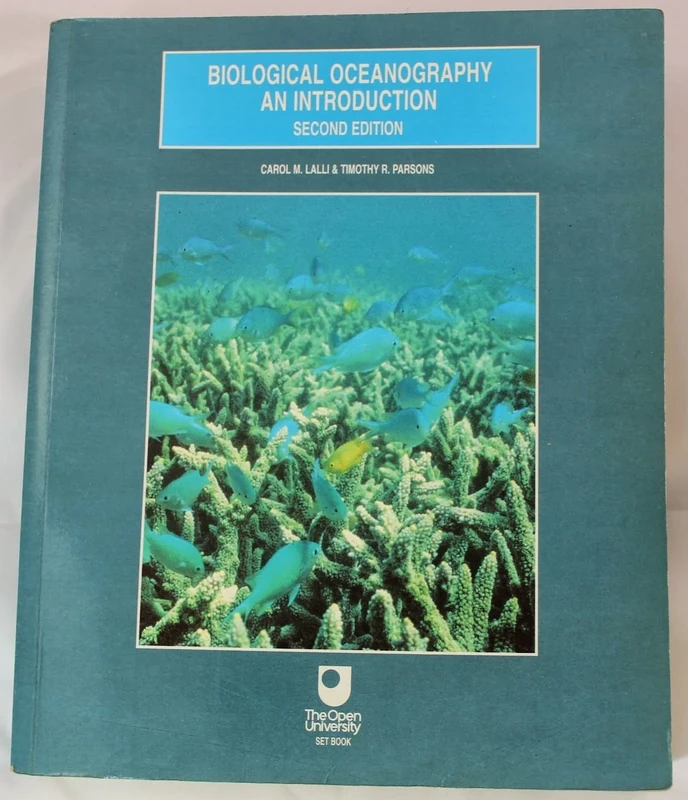 BIOLOGICAL OCEANOGRAPHY
AN INTRODUCTION
SECOND EDITION
CAROL M. LALLI & TIMOTHY R. PARSONS
The Open
University
SET BOOK